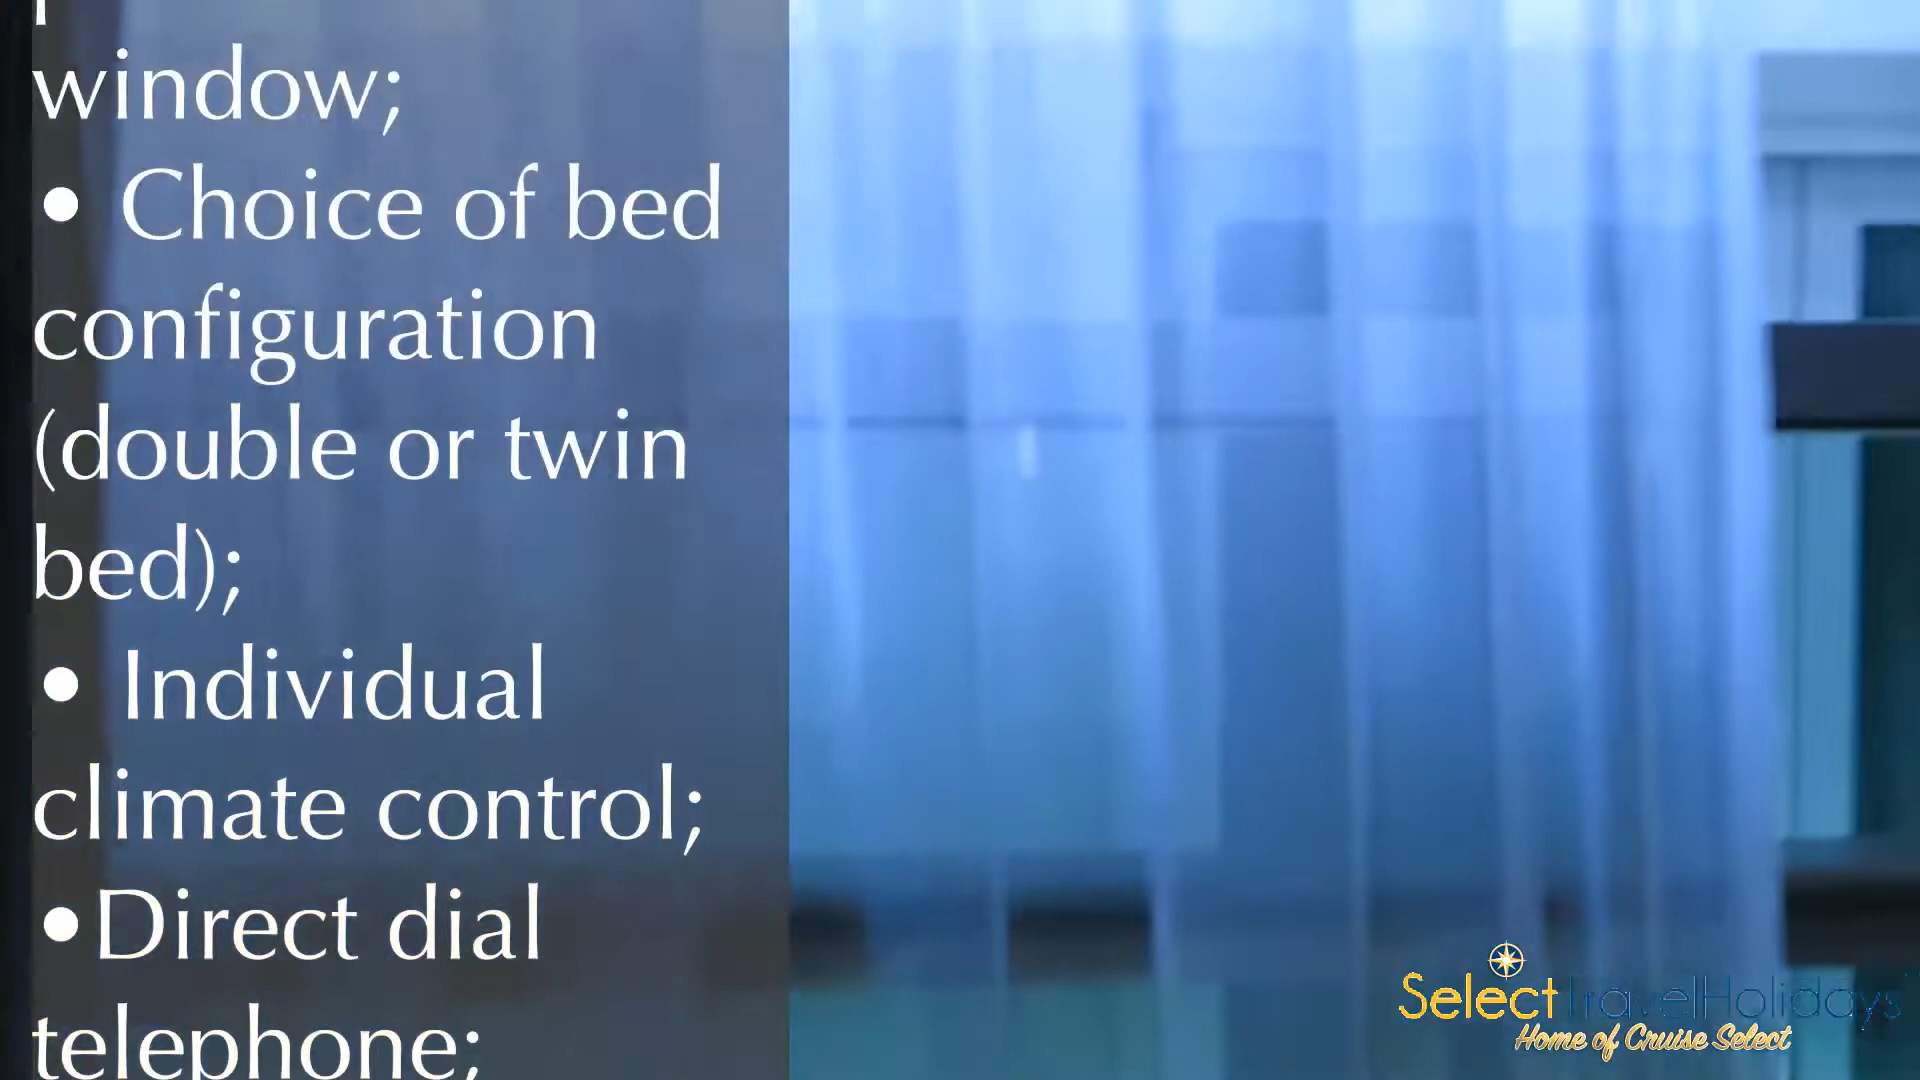 window;
• Choice of bed
configuration
(double or twin
bed);
• Individual
climate control;
•Direct dial
telephone;
SelectTravelHolidays
Home of Cruise Select